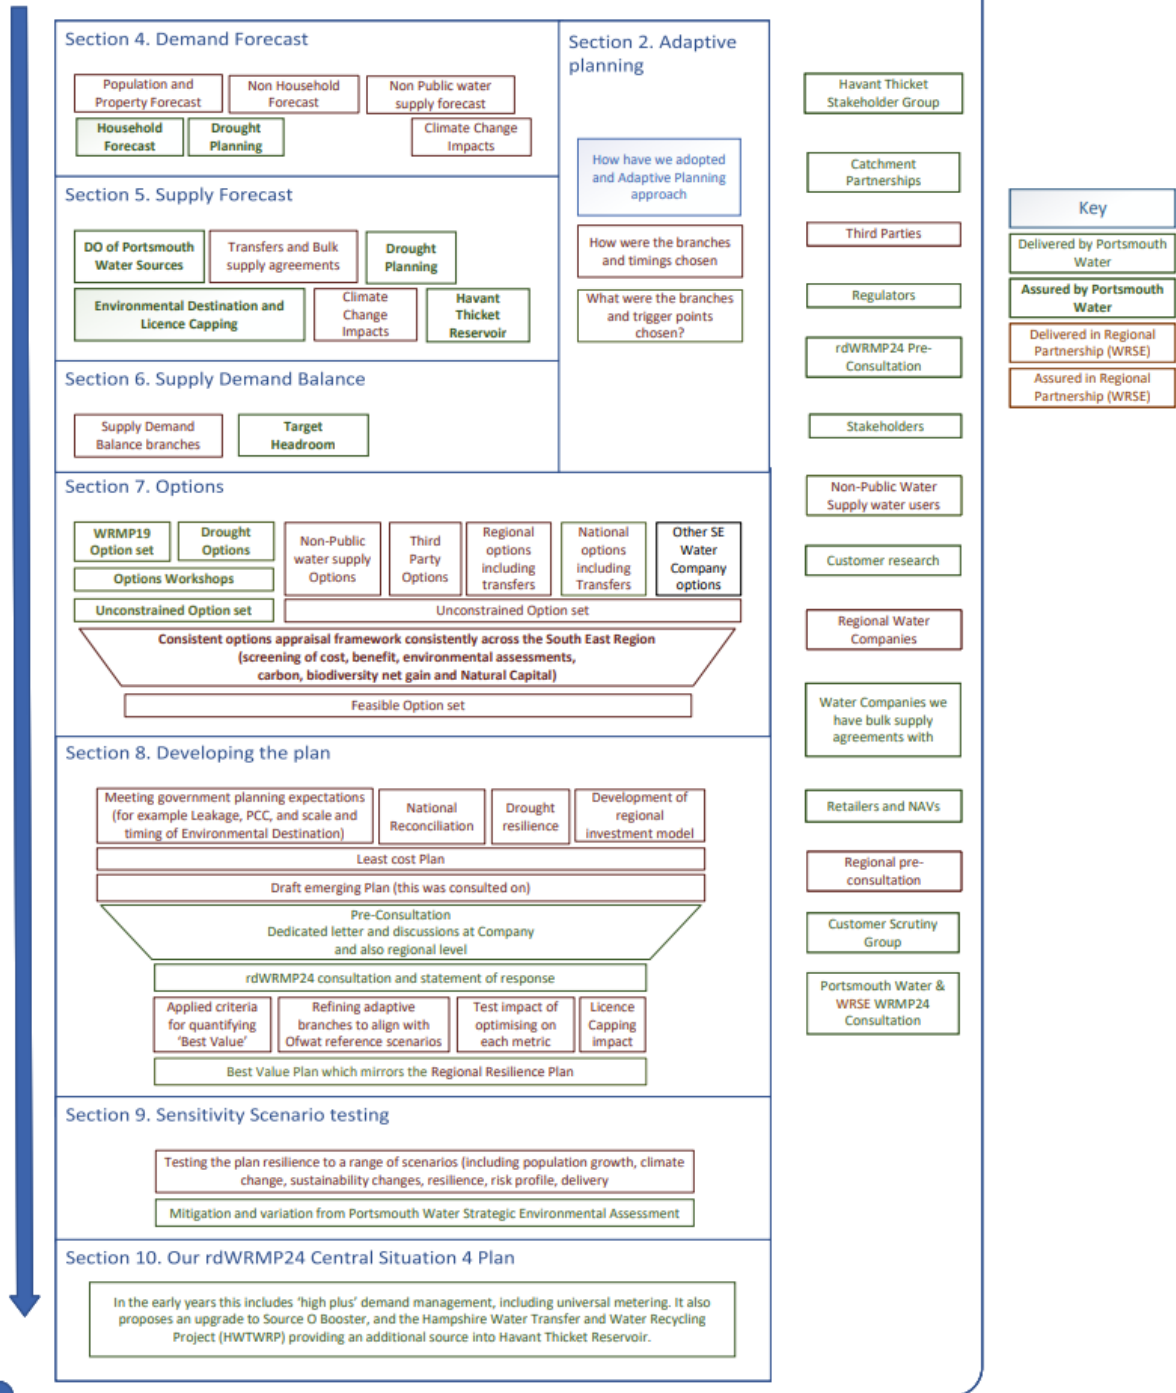 Section 4. Demand Forecast
Population and
Property Forecast
Non Household
Forecast
Non Public water
supply forecast
Household
Forecast
Drought
Planning
Climate Change
Impacts
Section 2. Adaptive
planning
How have we adopted
and Adaptive Planning
approach
How were the branches
and timings chosen
What were the branches
and trigger points
chosen?
Section 5. Supply Forecast
DO of Portsmouth
Water Sources
Transfers and Bulk
supply agreements
Drought
Planning
Environmental Destination and
Licence Capping
Climate
Change
Impacts
Havant
Thicket
Reservoir
Section 6. Supply Demand Balance
Supply Demand
Balance branches
Target
Headroom
Section 7. Options
WRMP19
Option set
Drought
Options
Options Workshops
Unconstrained Option set
Non-Public
water supply
Options
Third
Party
Options
Regional
options
including
transfers
National
options
including
Transfers
Other SE
Water
Company
options
Unconstrained Option set
Consistent options appraisal framework consistently across the South East Region
(screening of cost, benefit, environmental assessments,
carbon, biodiversity net gain and Natural Capital)
Feasible Option set
Section 8. Developing the plan
Meeting government planning expectations
(for example Leakage, PCC, and scale and
timing of Environmental Destination)
National
Reconciliation
Drought
resilience
Development of
regional
investment model
Least cost Plan
Draft emerging Plan (this was consulted on)
Pre-Consultation
Dedicated letter and discussions at Company
and also regional level
rdWRMP24 consultation and statement of response
Applied criteria
for quantifying
‘Best Value’
Refining adaptive
branches to align with
Ofwat reference scenarios
Test impact of
optimising on
each metric
Licence
Capping
impact
Best Value Plan which mirrors the Regional Resilience Plan
Section 9. Sensitivity Scenario testing
Testing the plan resilience to a range of scenarios (including population growth, climate
change, sustainability changes, resilience, risk profile, delivery
Mitigation and variation from Portsmouth Water Strategic Environmental Assessment
Section 10. Our rdWRMP24 Central Situation 4 Plan
In the early years this includes ‘high plus’ demand management, including universal metering. It also
proposes an upgrade to Source O Booster, and the Hampshire Water Transfer and Water Recycling
Project (HWTWRP) providing an additional source into Havant Thicket Reservoir.
Havant Thicket
Stakeholder Group
Catchment
Partnerships
Third Parties
Regulators
rdWRMP24 Pre-
Consultation
Stakeholders
Non-Public Water
Supply water users
Customer research
Regional Water
Companies
Water Companies we
have bulk supply
agreements with
Retailers and NAVs
Regional pre-
consultation
Customer Scrutiny
Group
Portsmouth Water &
WRSE WRMP24
Consultation
Key
Delivered by Portsmouth
Water
Assured by Portsmouth
Water
Delivered in Regional
Partnership (WRSE)
Assured in Regional
Partnership (WRSE)